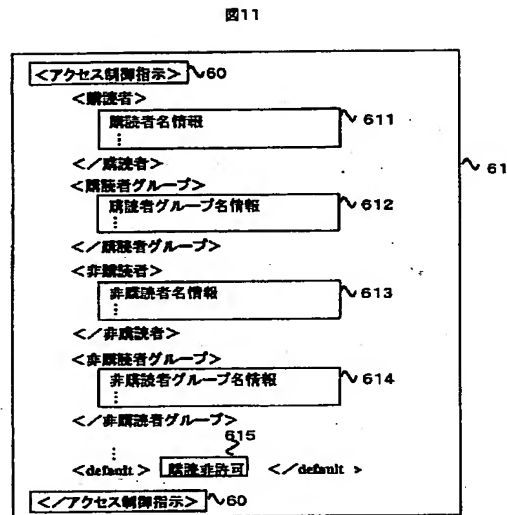 図11
<アクセス制御指示> 60
<購読者>
購読者名情報 611
⋮
</購読者>
61
<購読者グループ>
購読者グループ名情報 612
⋮
</購読者グループ>
<非購読者>
非購読者名情報 613
⋮
</非購読者>
<非購読者グループ>
非購読者グループ名情報 614
⋮
</非購読者グループ>
⋮
615
<default > 購読非許可 </default >
</アクセス制御指示> 60